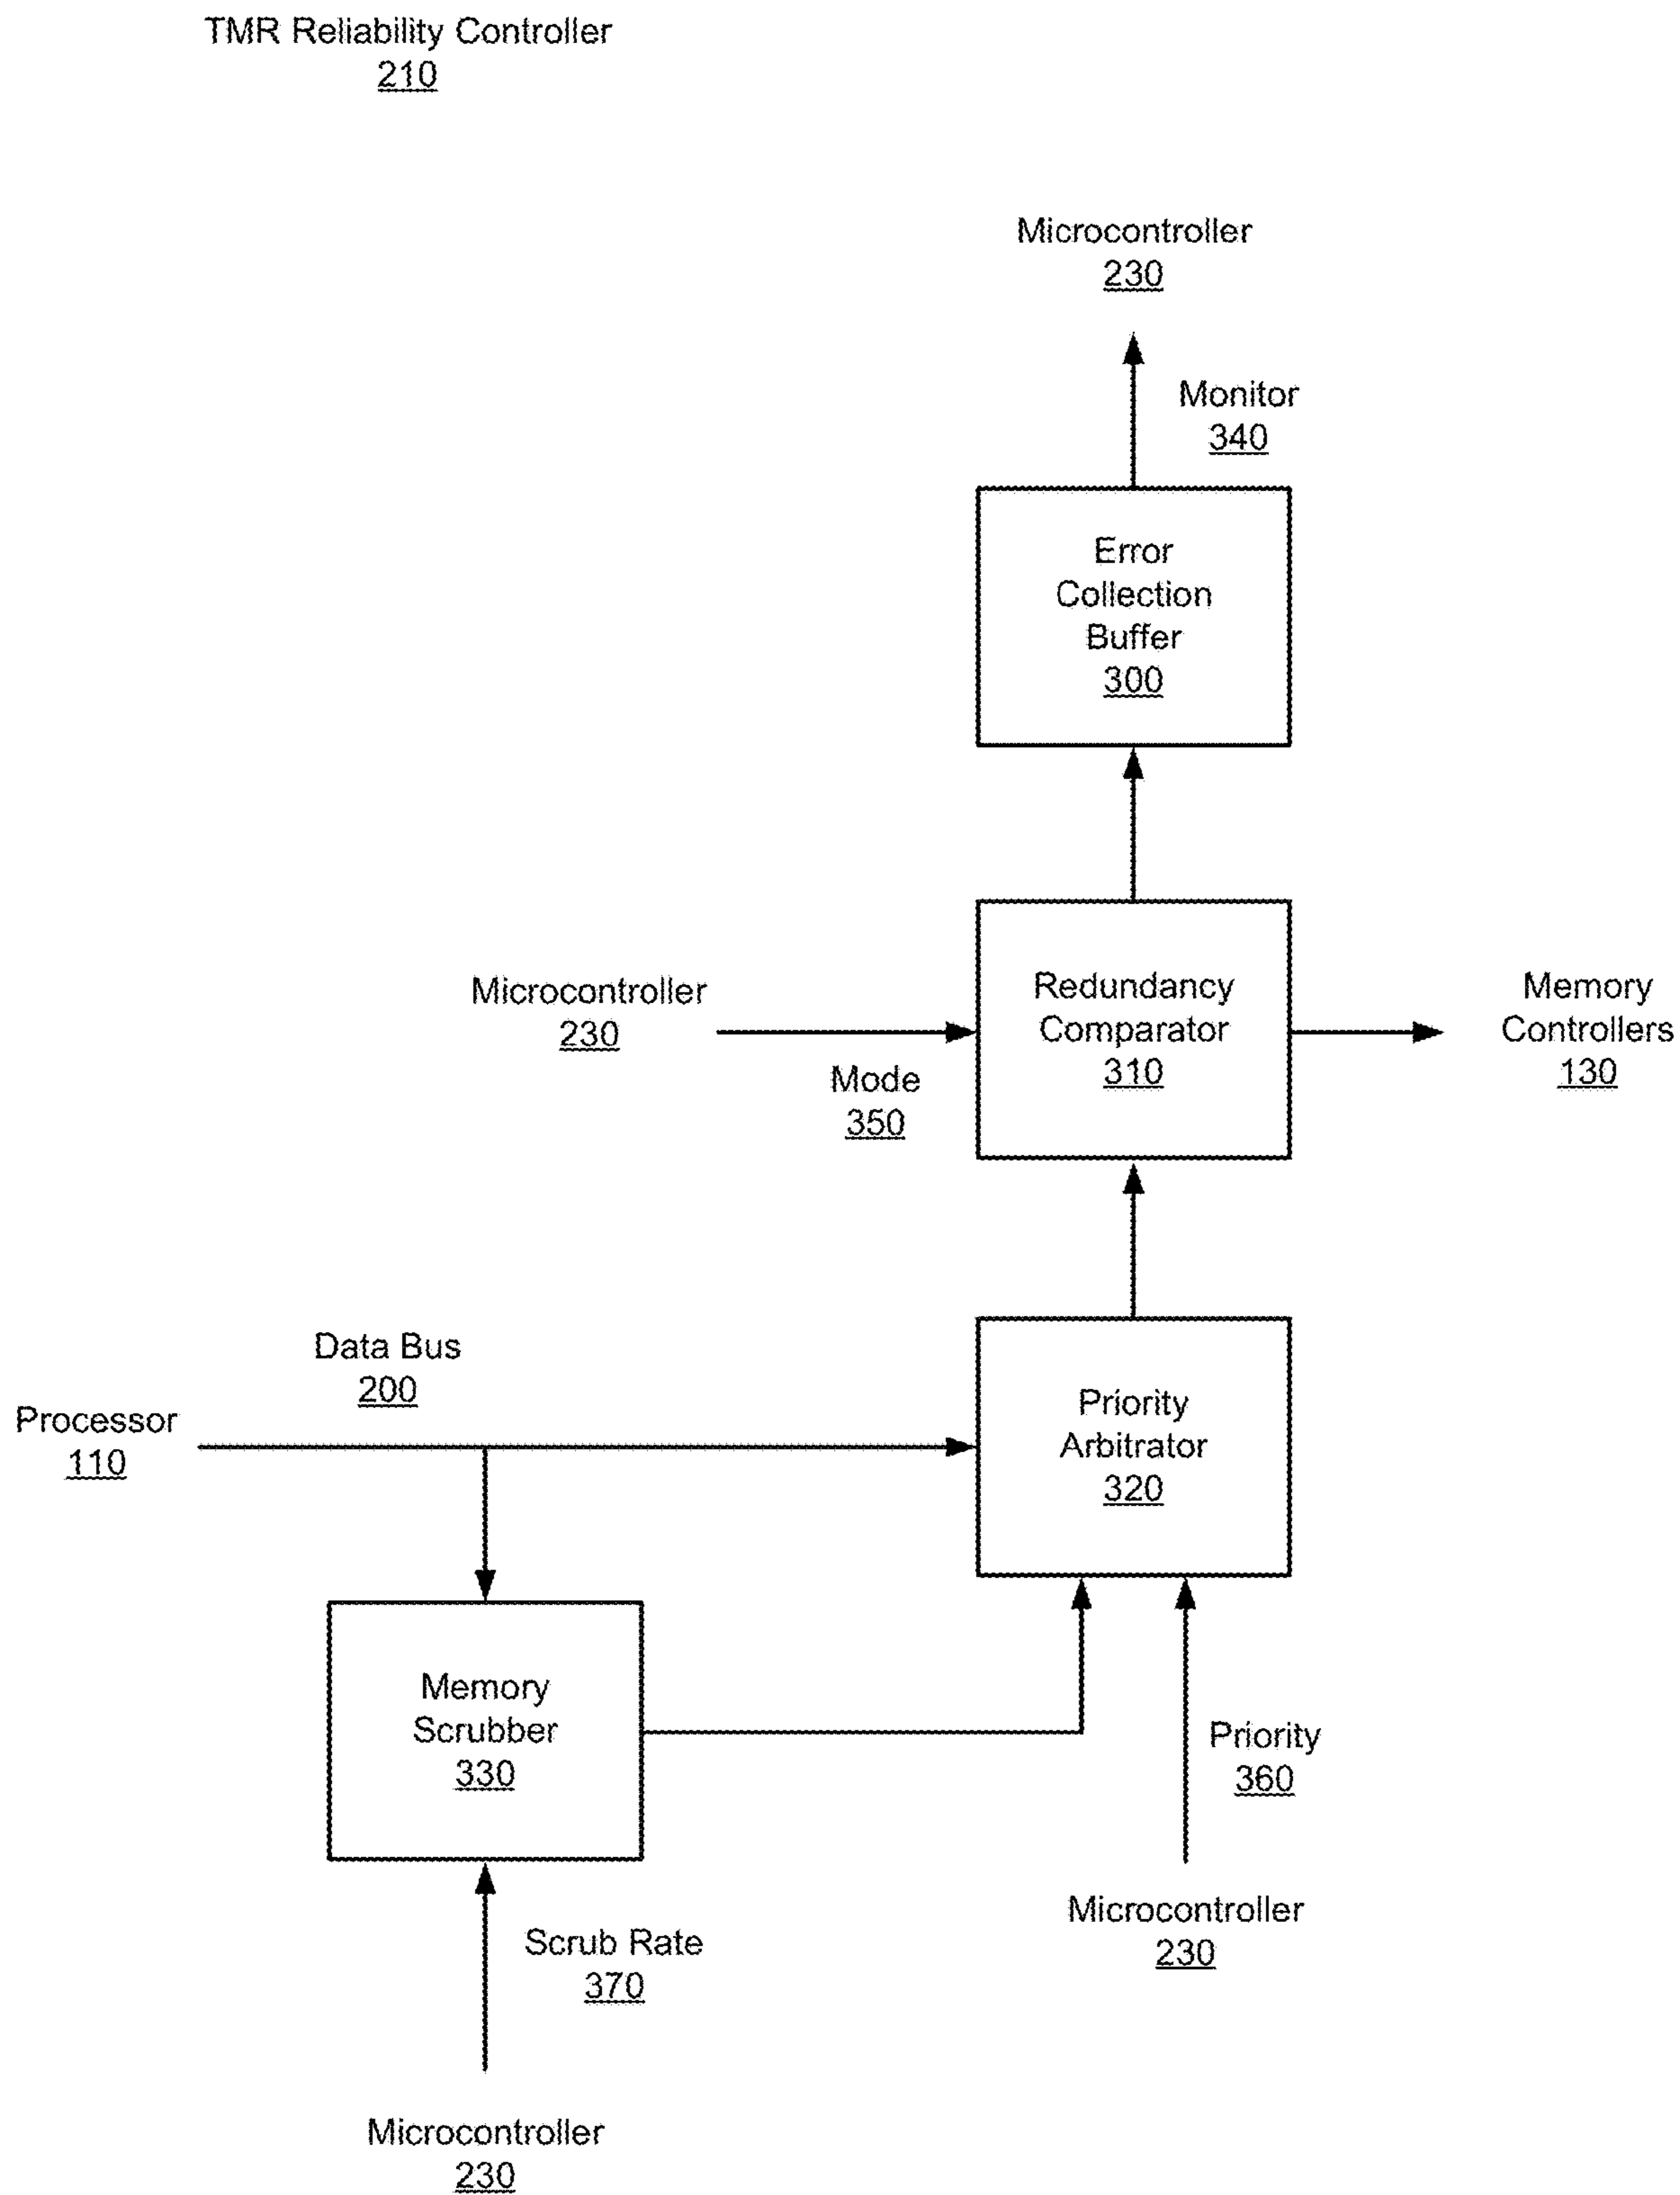 TMR Reliability Controller
210
Microcontroller
230
Monitor
340
Error
Collection
Buffer
300
Microcontroller
230
Mode
350
Redundancy
Comparator
310
Memory
Controllers
130
Data Bus
200
Processor
110
Priority
Arbitrator
320
Memory
Scrubber
330
Priority
360
Microcontroller
230
Scrub Rate
370
Microcontroller
230